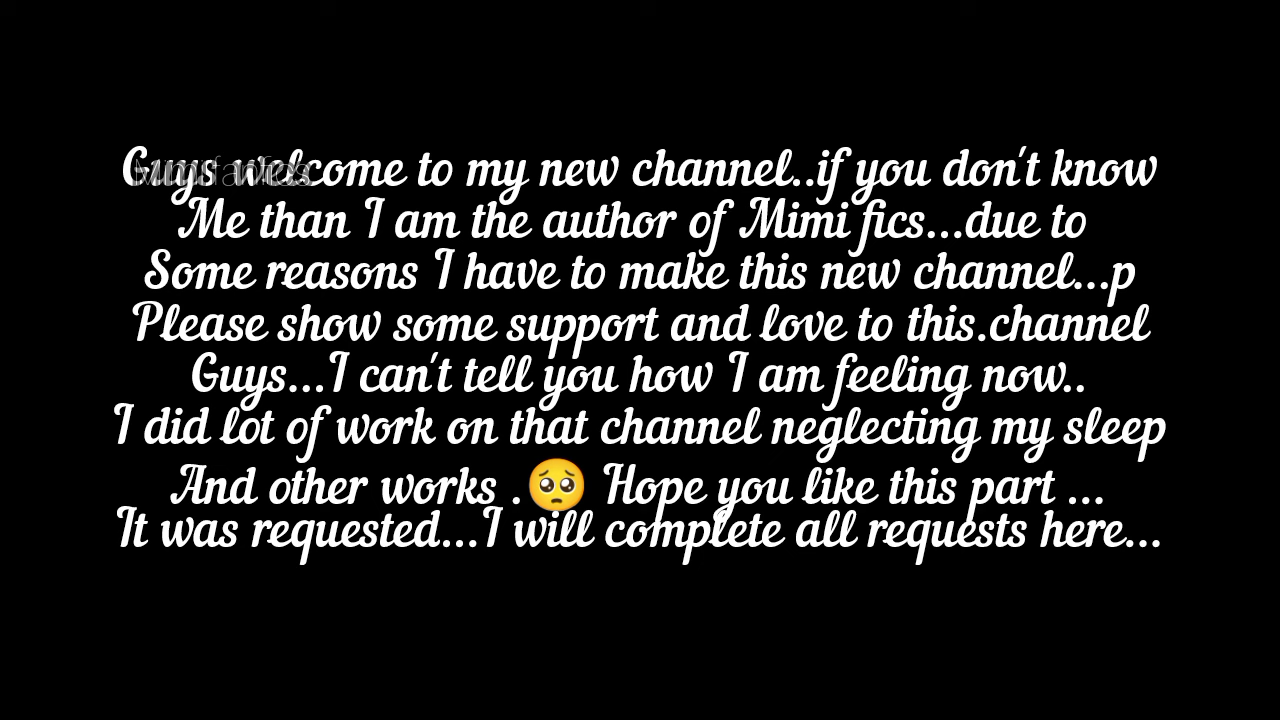 Guys welcome to my new channel..if you don't know
Me than I am the author of Mimi fics...due to
Some reasons I have to make this new channel...p
Please show some support and love to this.channel
Guys...I can't tell you how I am feeling now..
I did lot of work on that channel neglecting my sleep
And other works .🥺 Hope you like this part ...
It was requested...I will complete all requests here...